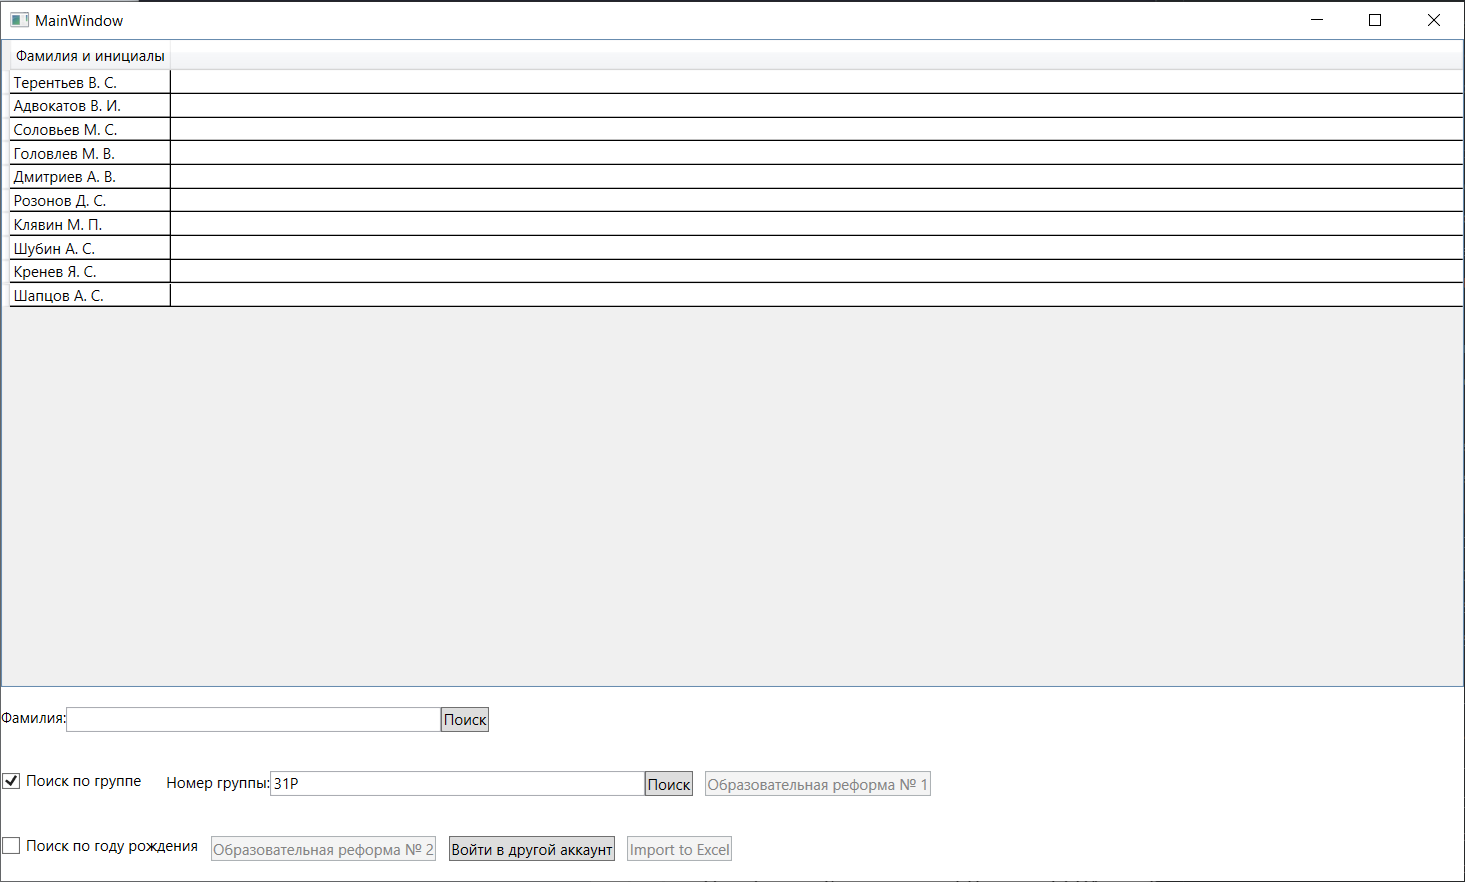 MainWindow
Фамилия и инициалы
Терентьев В. С.
Адвокатов В. И.
Соловьев М. С.
Головлев М. В.
Дмитриев А. В.
Розонов Д. С.
Клявин М. П.
Шубин А. С.
Кренев Я. С.
Шапцов А. С.
Фамилия: Поиск
Поиск по группе Номер группы: 31Р Поиск Образовательная реформа № 1
Поиск по году рождения Образовательная реформа № 2 Войти в другой аккаунт Import to Excel